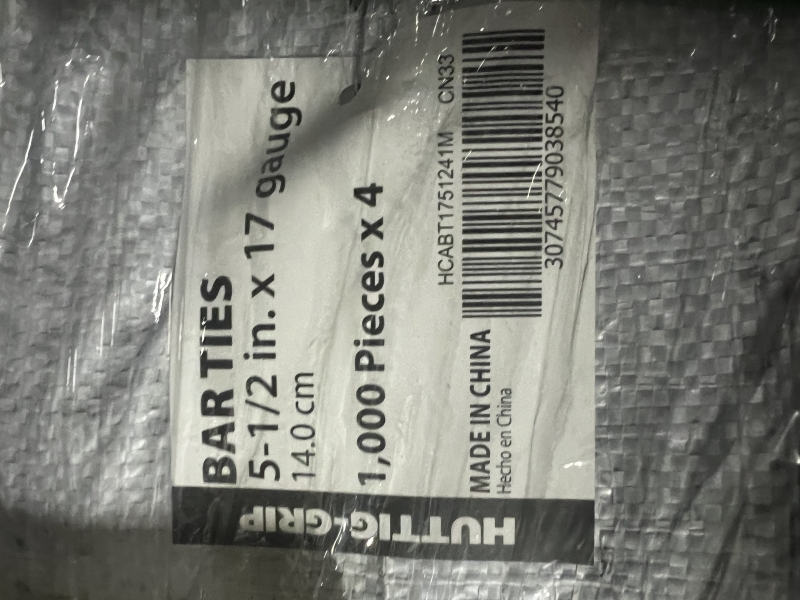 HUTTIG-GRIP
BAR TIES
5-1/2 in. x 17 gauge
14.0 cm
1,000 Pieces x 4
HCABT1751241M CN33
MADE IN CHINA
Hecho en China
30745779038540